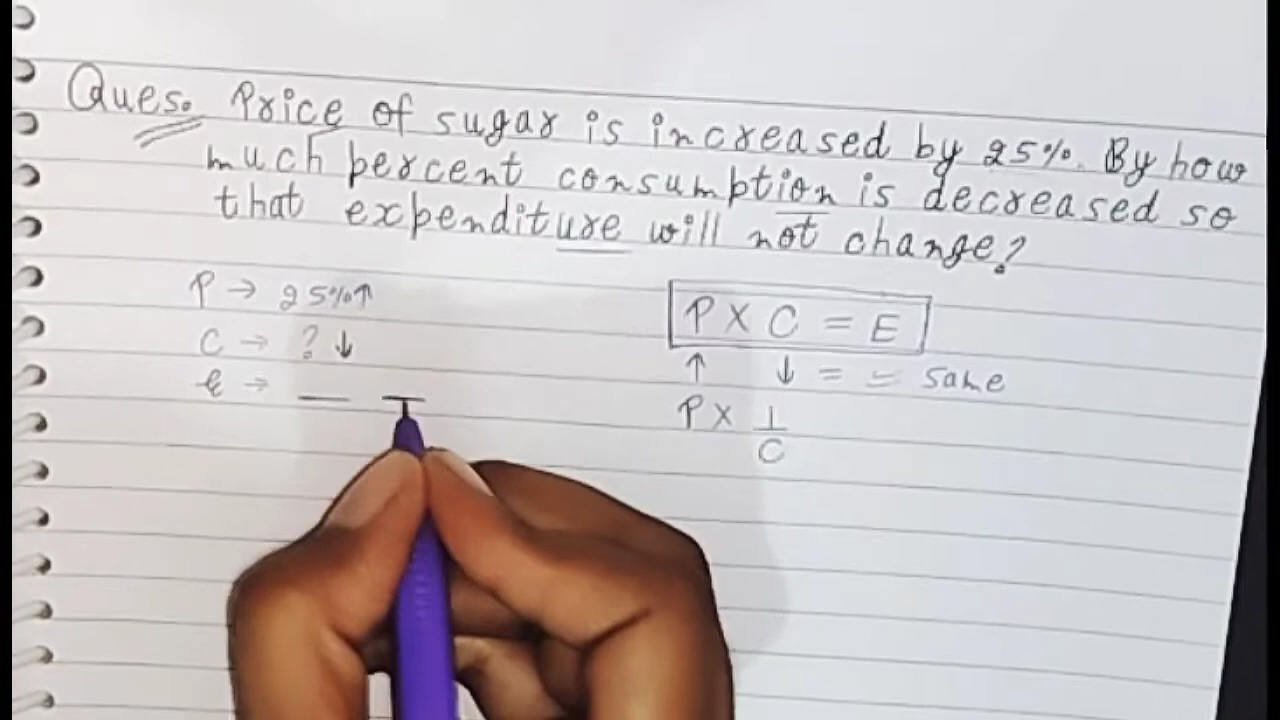 Ques. Price of sugar is increased by 25%. By how
much percent consumption is decreased so
that expenditure will not change?
P → 25%↑
C → ? ↓
E → _ _
P X C = E
↑ ↓ = = same
P X 1/C